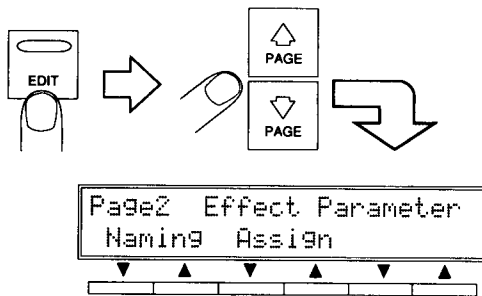 EDIT
PAGE
PAGE
Page2 Effect Parameter
Naming Assign